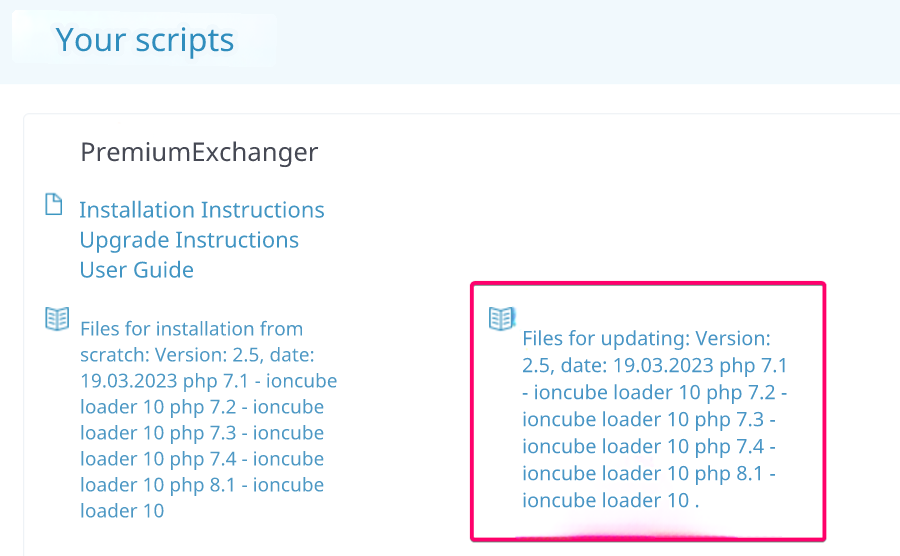 Your scripts
PremiumExchanger
Installation Instructions
Upgrade Instructions
User Guide
Files for installation from
scratch: Version: 2.5, date:
19.03.2023 php 7.1 - ioncube
loader 10 php 7.2 - ioncube
loader 10 php 7.3 - ioncube
loader 10 php 7.4 - ioncube
loader 10 php 8.1 - ioncube
loader 10
Files for updating: Version:
2.5, date: 19.03.2023 php 7.1
- ioncube loader 10 php 7.2 -
ioncube loader 10 php 7.3 -
ioncube loader 10 php 7.4 -
ioncube loader 10 php 8.1 -
ioncube loader 10 .